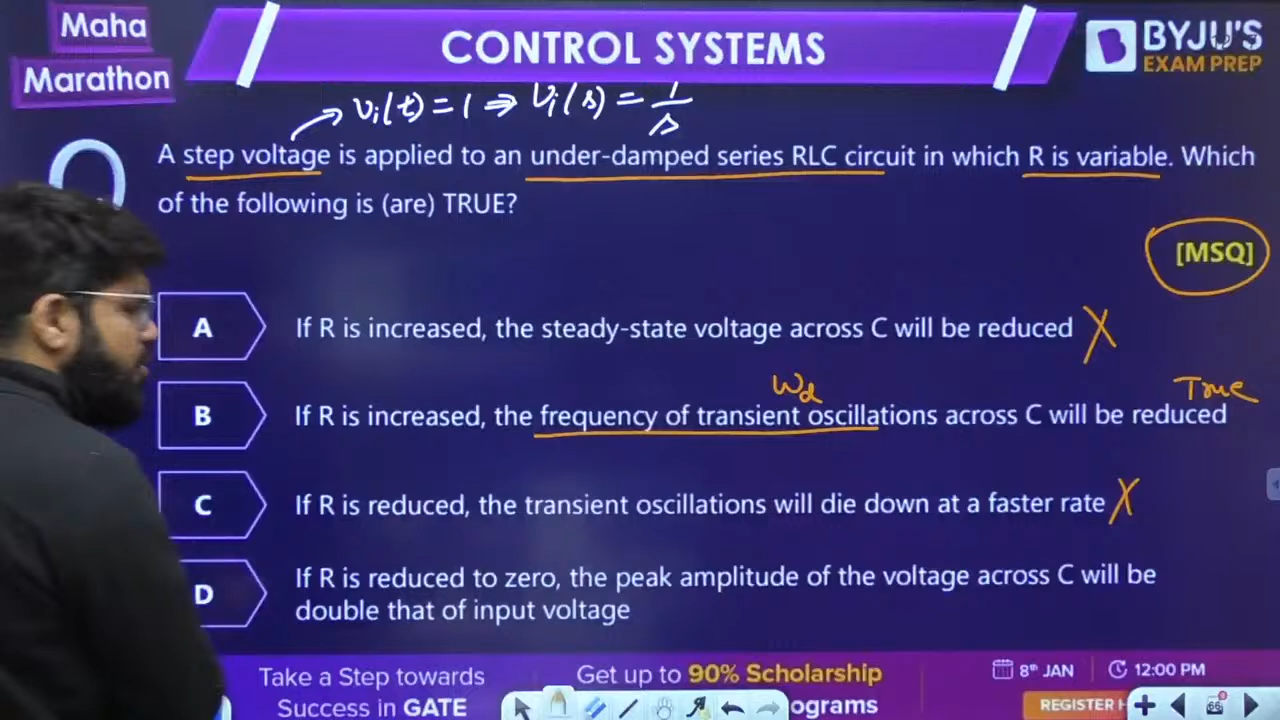 Maha
Marathon
CONTROL SYSTEMS
BYJU'S
EXAM PREP
Vi(t) = 1 ⇒ Vi(s) = 1/s
A step voltage is applied to an under-damped series RLC circuit in which R is variable. Which
of the following is (are) TRUE?
[MSQ]
A If R is increased, the steady-state voltage across C will be reduced X
Wd
True
B If R is increased, the frequency of transient oscillations across C will be reduced
C If R is reduced, the transient oscillations will die down at a faster rate X
D If R is reduced to zero, the peak amplitude of the voltage across C will be
double that of input voltage
Take a Step towards
Success in GATE
Get up to 90% Scholarship
ograms
8th JAN
12:00 PM
REGISTER
66